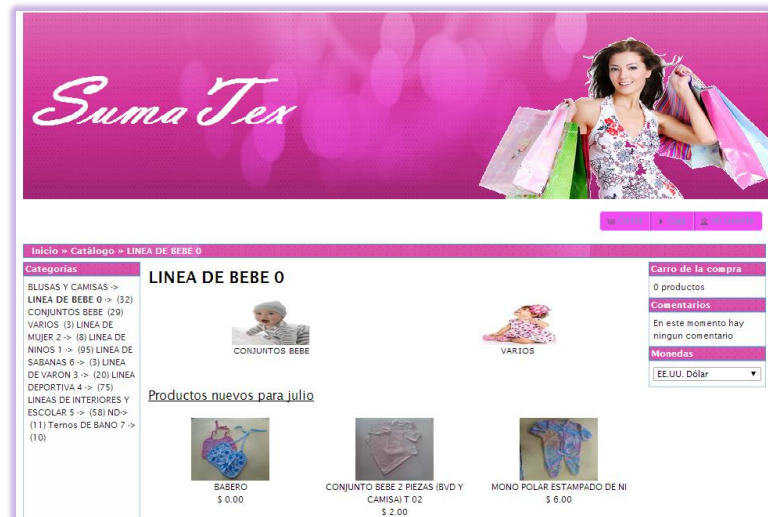 Suma Tex
Inicio » Catálogo » LINEA DE BEBE 0
Categorías
BLUSAS Y CAMISAS ->
LINEA DE BEBE 0 -> (32)
CONJUNTOS BEBE (29)
VARIOS (3) LINEA DE
MUJER 2 -> (8) LINEA DE
NINOS 1 -> (95) LINEA DE
SABANAS 6 -> (3) LINEA
DE VARON 3 -> (20) LINEA
DEPORTIVA 4 -> (75)
LINEAS DE INTERIORES Y
ESCOLAR 5 -> (58) ND->
(11) Ternos DE BANO 7 ->
(10)
LINEA DE BEBE 0
CONJUNTOS BEBE
VARIOS
Productos nuevos para julio
BABERO
$ 0.00
CONJUNTO BEBE 2 PIEZAS (BVD Y
CAMISA) T 02
$ 2.00
MONO POLAR ESTAMPADO DE NI
$ 6.00
Carro de la compra
0 productos
Comentarios
En este momento hay
ningun comentario
Monedas
EE.UU. Dólar